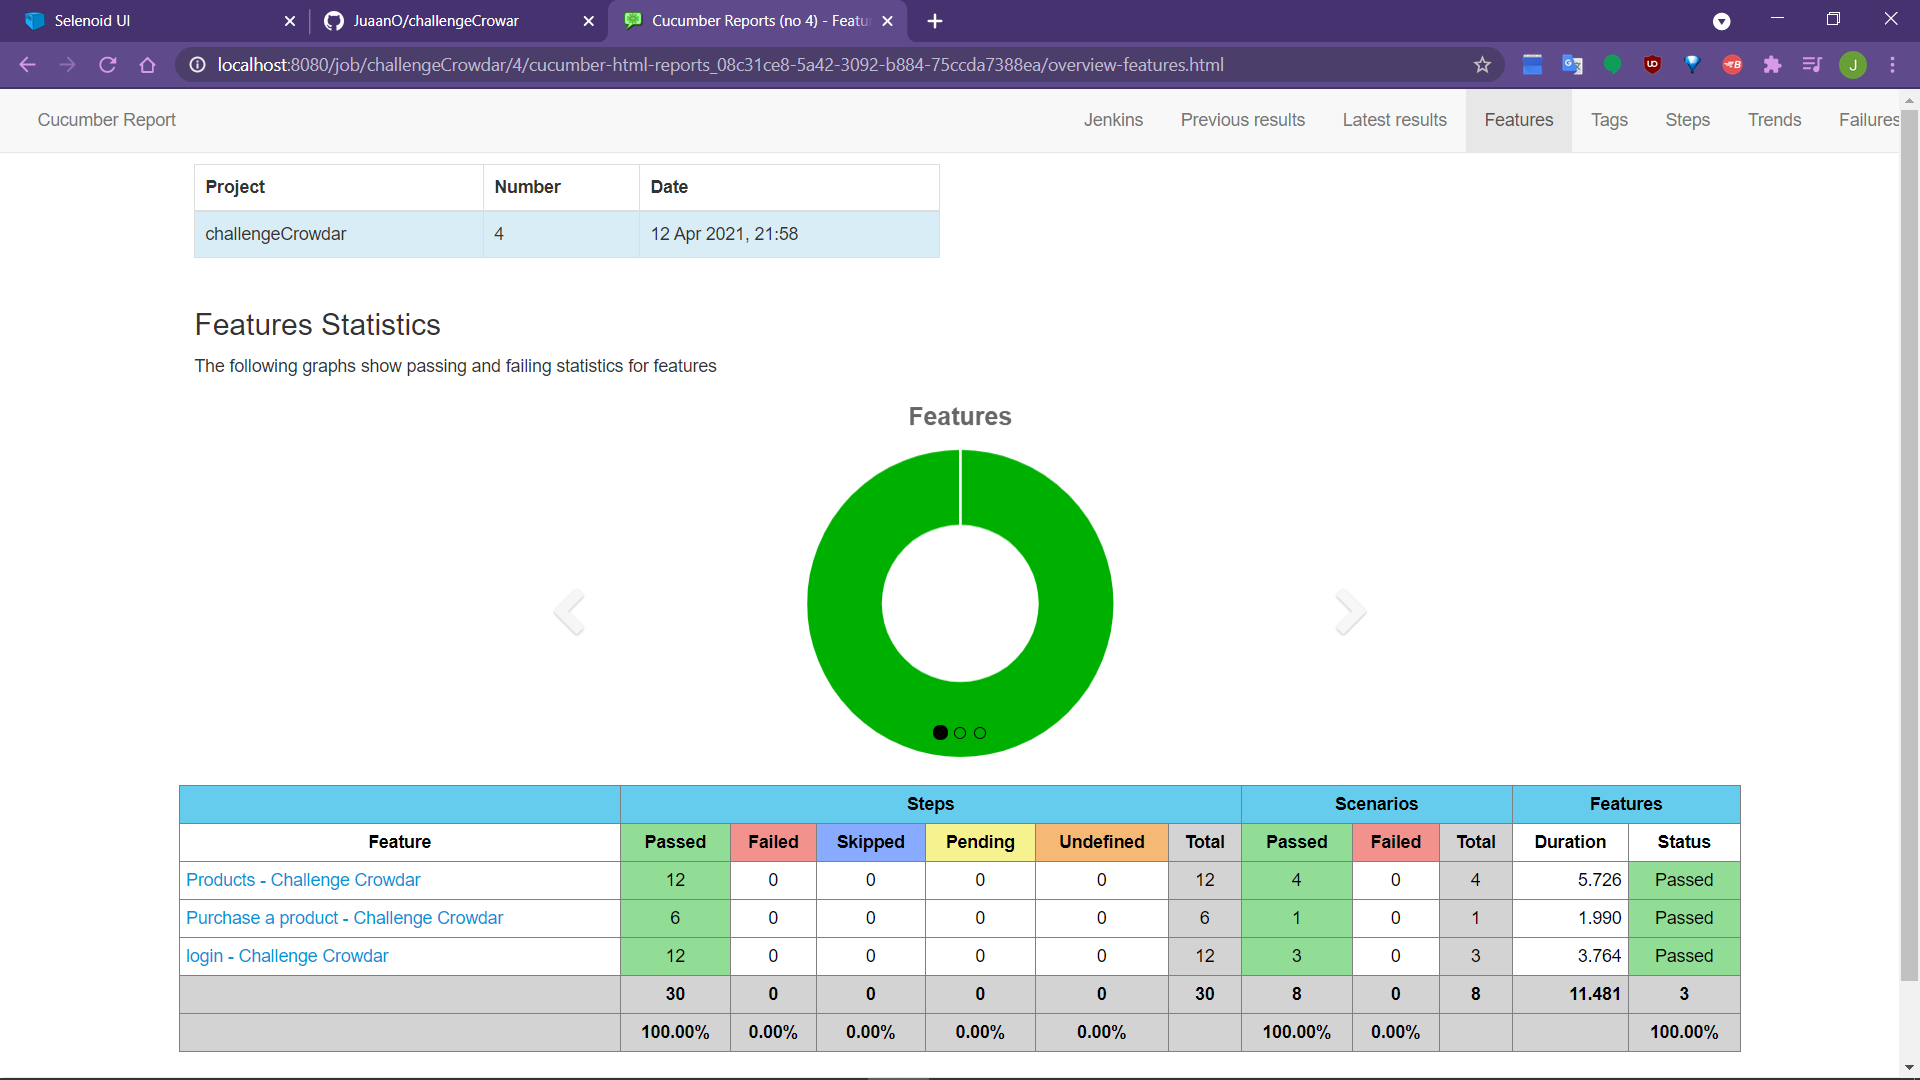 Selenoid UI
JuaanO/challengeCrowar
Cucumber Reports (no 4) - Featu
localhost:8080/job/challengeCrowdar/4/cucumber-html-reports_08c31ce8-5a42-3092-b884-75ccda7388ea/overview-features.html
J
Cucumber Report Jenkins Previous results Latest results Features Tags Steps Trends Failures
Project Number Date
challengeCrowdar 4 12 Apr 2021, 21:58
Features Statistics
The following graphs show passing and failing statistics for features
Features
Steps Scenarios Features
Feature Passed Failed Skipped Pending Undefined Total Passed Failed Total Duration Status
Products - Challenge Crowdar 12 0 0 0 0 12 4 0 4 5.726 Passed
Purchase a product - Challenge Crowdar 6 0 0 0 0 6 1 0 1 1.990 Passed
login - Challenge Crowdar 12 0 0 0 0 12 3 0 3 3.764 Passed
30 0 0 0 0 30 8 0 8 11.481 3
100.00% 0.00% 0.00% 0.00% 0.00% 100.00% 0.00% 100.00%